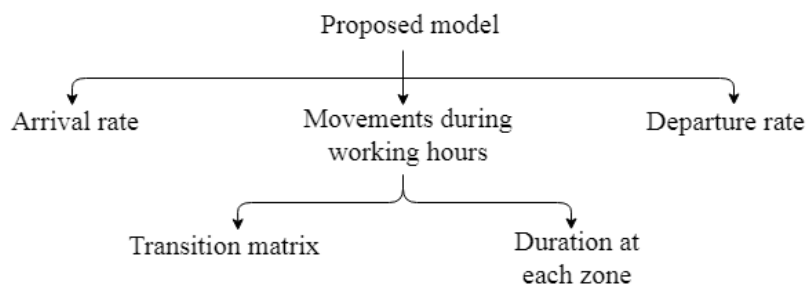 Proposed model
Arrival rate
Movements during
working hours
Departure rate
Transition matrix
Duration at
each zone